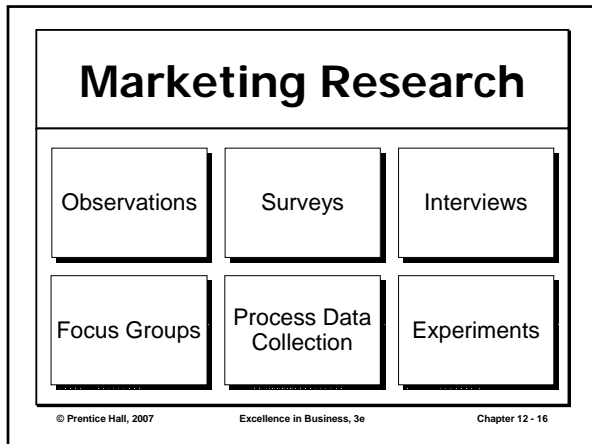 Marketing Research
Observations
Surveys
Interviews
Focus Groups
Process Data
Collection
Experiments
© Prentice Hall, 2007
Excellence in Business, 3e
Chapter 12 - 16